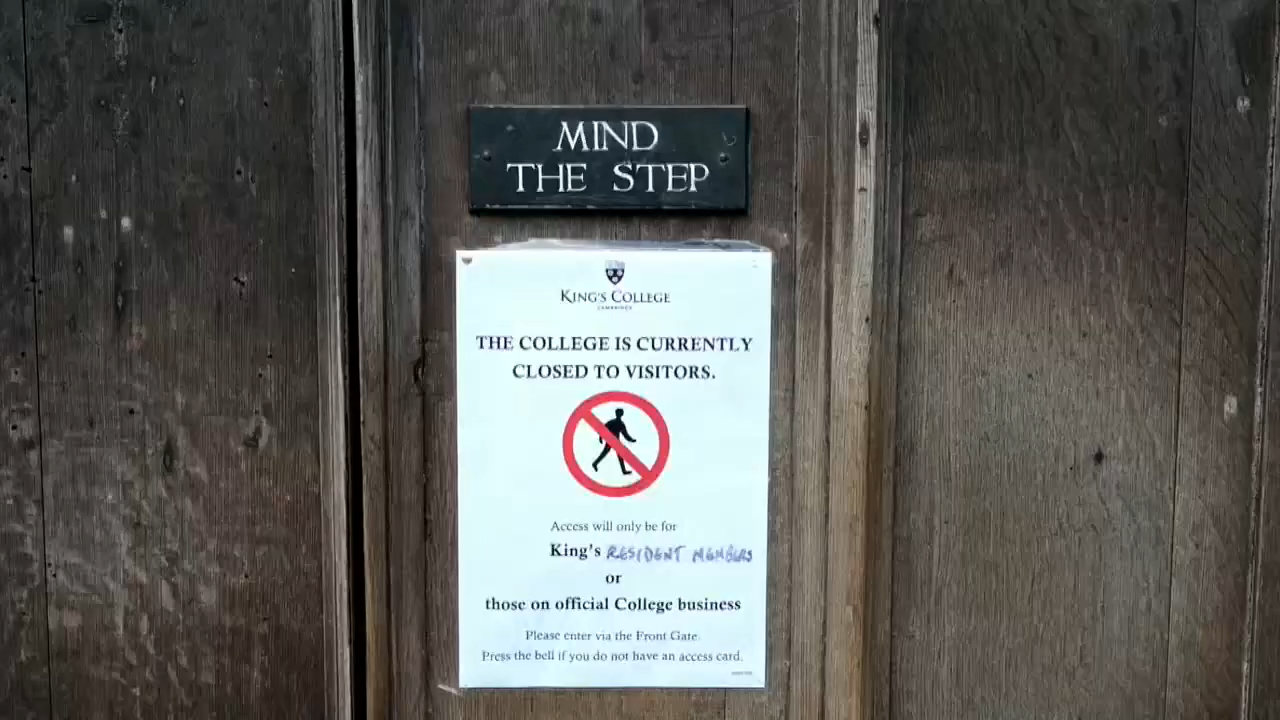 MIND
THE STEP
KING'S COLLEGE
CAMBRIDGE
THE COLLEGE IS CURRENTLY
CLOSED TO VISITORS.
Access will only be for
King's RESIDENT MEMBERS
or
those on official College business
Please enter via the Front Gate.
Press the bell if you do not have an access card.